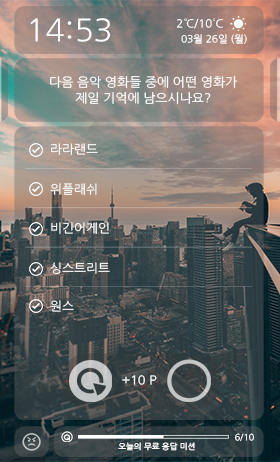 14:53
2℃/10℃
03월 26일 (월)
다음 음악 영화들 중에 어떤 영화가
제일 기억에 남으시나요?
라라랜드
위플래쉬
비긴어게인
싱스트리트
원스
+10 P
6/10
오늘의 무료 응답 미션